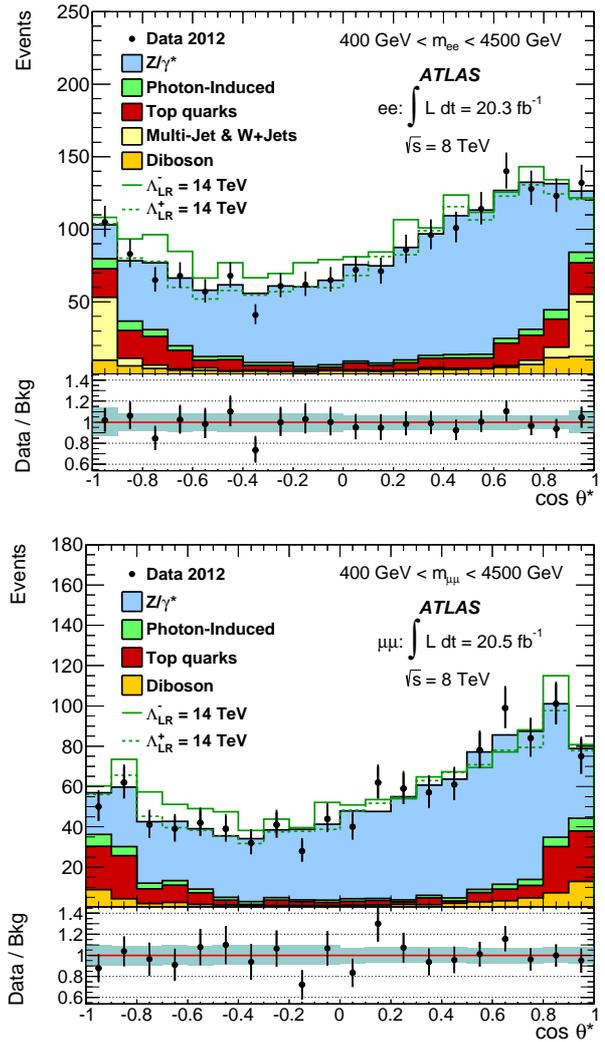 Events
250
200
150
100
50
Data 2012
Z/γ*
Photon-Induced
Top quarks
Multi-Jet & W+Jets
Diboson
Λ⁻LR = 14 TeV
Λ⁺LR = 14 TeV
400 GeV < mee < 4500 GeV
ATLAS
ee: ∫ L dt = 20.3 fb⁻¹
√s = 8 TeV
Data / Bkg
1.4
1.2
1
0.8
0.6
-1 -0.8 -0.6 -0.4 -0.2 0 0.2 0.4 0.6 0.8 1
cos θ*
Events
180
160
140
120
100
80
60
40
20
Data 2012
Z/γ*
Photon-Induced
Top quarks
Diboson
Λ⁻LR = 14 TeV
Λ⁺LR = 14 TeV
400 GeV < mμμ < 4500 GeV
ATLAS
μμ: ∫ L dt = 20.5 fb⁻¹
√s = 8 TeV
Data / Bkg
1.4
1.2
1
0.8
0.6
-1 -0.8 -0.6 -0.4 -0.2 0 0.2 0.4 0.6 0.8 1
cos θ*